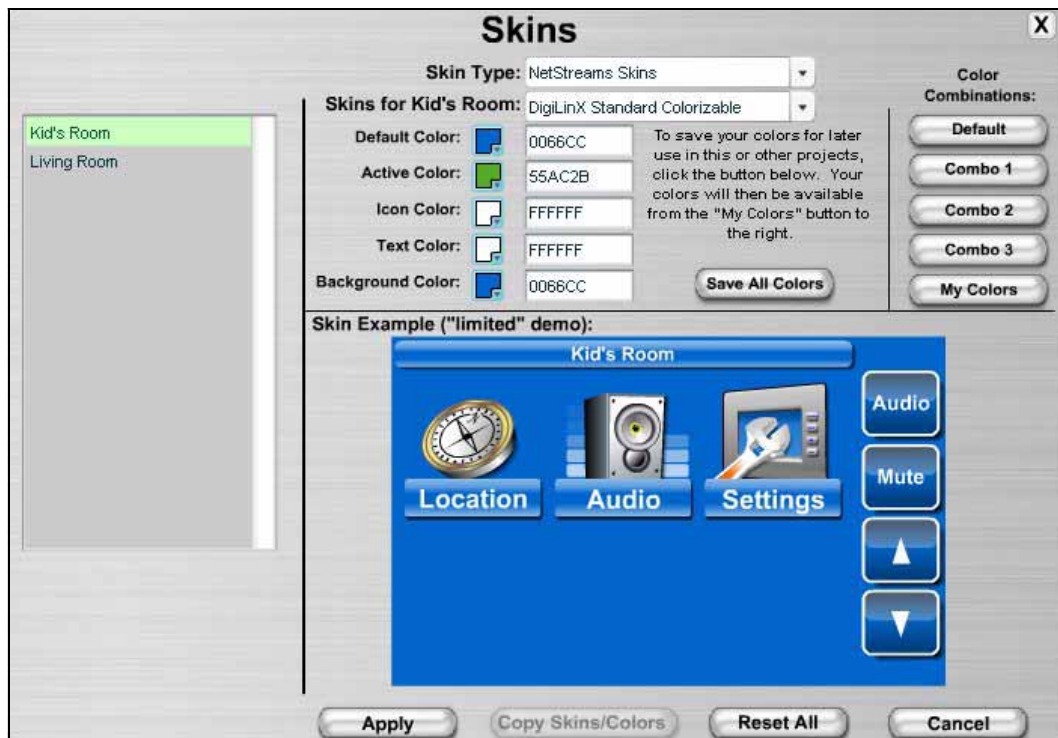 Skins
X
Skin Type: NetStreams Skins
Skins for Kid's Room: DigiLinX Standard Colorizable
Kid's Room
Living Room
Default Color: 0066CC
Active Color: 55AC2B
Icon Color: FFFFFF
Text Color: FFFFFF
Background Color: 0066CC
To save your colors for later
use in this or other projects,
click the button below. Your
colors will then be available
from the "My Colors" button to
the right.
Save All Colors
Color
Combinations:
Default
Combo 1
Combo 2
Combo 3
My Colors
Skin Example ("limited" demo):
Kid's Room
Location
Audio
Settings
Audio
Mute
Apply
Copy Skins/Colors
Reset All
Cancel